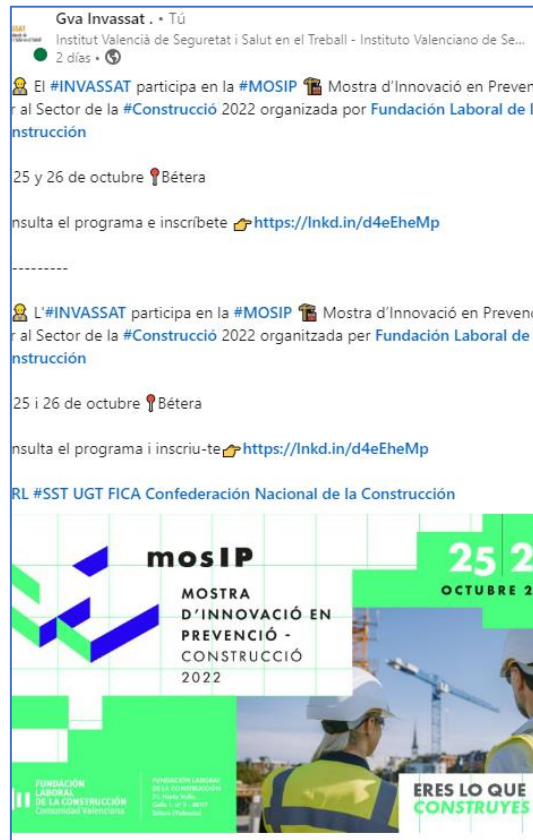 Gva Invassat . • Tú
Institut Valencià de Seguretat i Salut en el Treball - Instituto Valenciano de Se...
2 días •
El #INVASSAT participa en la #MOSIP Mostra d'Innovació en Preven
r al Sector de la #Construcció 2022 organizada por Fundación Laboral de l
nstrucción
25 y 26 de octubre Bétera
nsulta el programa e inscríbete https://lnkd.in/d4eEheMp
---------
L'#INVASSAT participa en la #MOSIP Mostra d'Innovació en Prevenc
r al Sector de la #Construcció 2022 organitzada per Fundación Laboral de
nstrucción
25 i 26 de octubre Bétera
nsulta el programa i inscriu-te https://lnkd.in/d4eEheMp
RL #SST UGT FICA Confederación Nacional de la Construcción
mosIP
MOSTRA
D'INNOVACIÓ EN
PREVENCIÓ -
CONSTRUCCIÓ
2022
25 2
OCTUBRE 2
FUNDACIÓN
LABORAL
DE LA CONSTRUCCIÓN
Comunidad Valenciana
FUNDACIÓN LABORAL
DE LA CONSTRUCCIÓN
ERES LO QUE
CONSTRUYES